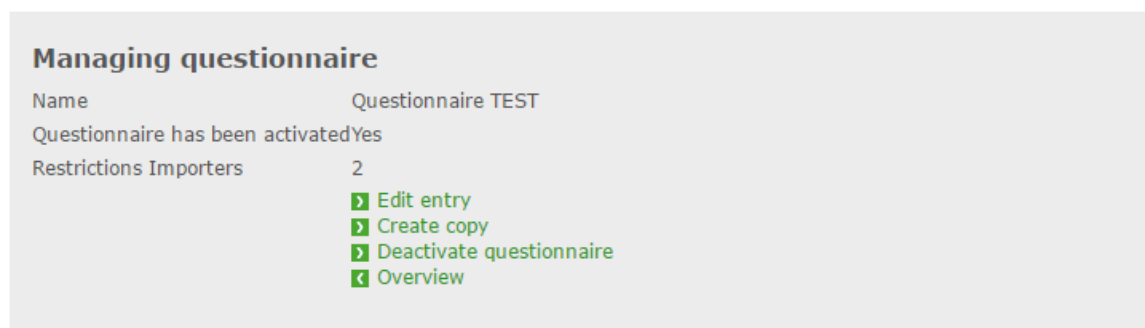 Managing questionnaire
Name Questionnaire TEST
Questionnaire has been activatedYes
Restrictions Importers 2
Edit entry
Create copy
Deactivate questionnaire
Overview